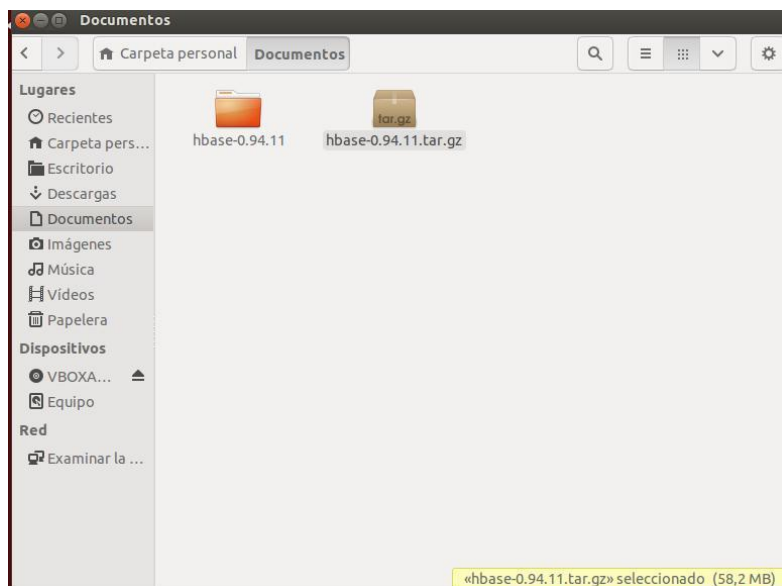 Documentos
Carpeta personal Documentos
Lugares
Recientes
Carpeta pers...
Escritorio
Descargas
Documentos
Imágenes
Música
Vídeos
Papelera
Dispositivos
VBOXA...
Equipo
Red
Examinar la ...
hbase-0.94.11
tar.gz
hbase-0.94.11.tar.gz
«hbase-0.94.11.tar.gz» seleccionado (58,2 MB)